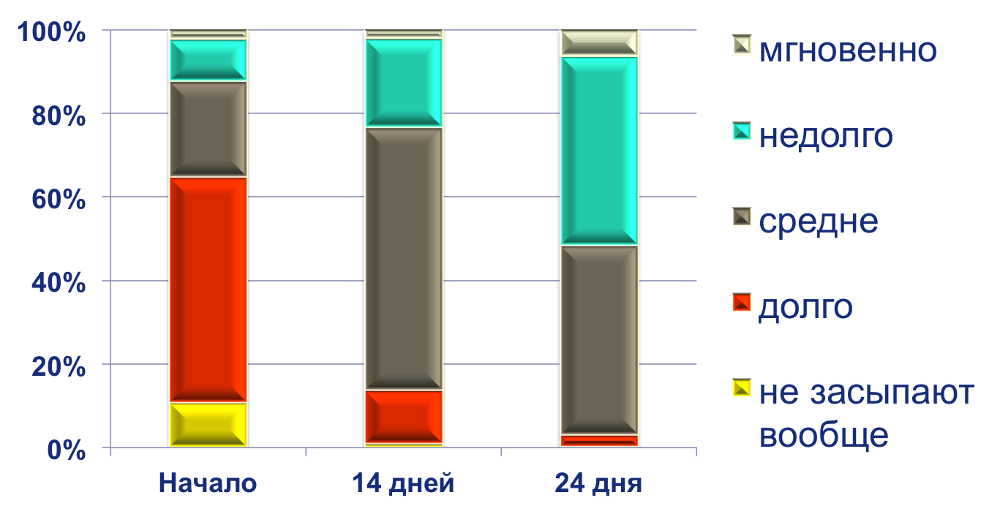 100%
80%
60%
40%
20%
0%
Начало
14 дней
24 дня
мгновенно
недолго
средне
долго
не засыпают
вообще